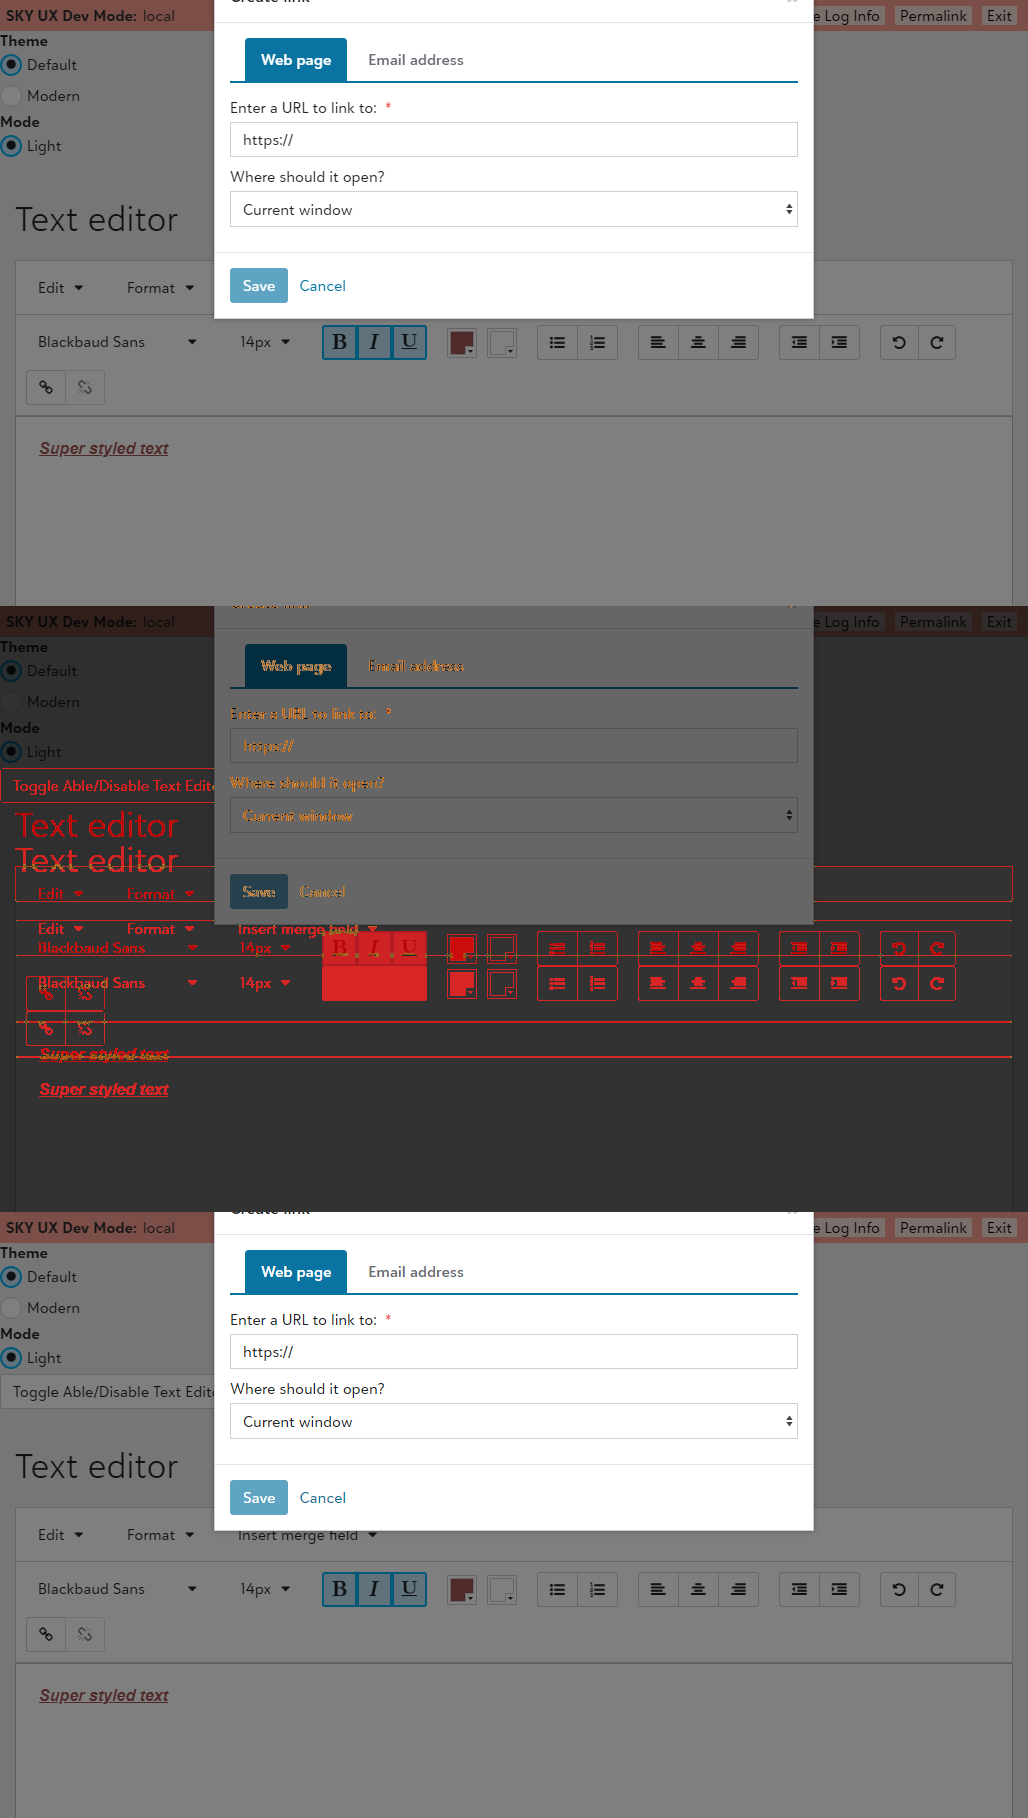 Create link
SKY UX Dev Mode: local
e Log Info Permalink Exit
Theme
Default
Modern
Mode
Light
Web page Email address
Enter a URL to link to: *
https://
Where should it open?
Current window
Save Cancel
Text editor
Edit Format
Blackbaud Sans 14px B I U
Super styled text
SKY UX Dev Mode: local
e Log Info Permalink Exit
Theme
Default
Modern
Mode
Light
Web page Email address
Enter a URL to link to: *
https://
Where should it open?
Current window
Save Cancel
Toggle Able/Disable Text Edit
Text editor
Text editor
Edit Format
Edit Format Insert merge field
Blackbaud Sans 14px B I U
Blackbaud Sans 14px
Super styled text
Super styled text
Create link
SKY UX Dev Mode: local
e Log Info Permalink Exit
Theme
Default
Modern
Mode
Light
Web page Email address
Enter a URL to link to: *
https://
Where should it open?
Current window
Save Cancel
Toggle Able/Disable Text Edit
Text editor
Edit Format Insert merge field
Blackbaud Sans 14px B I U
Super styled text